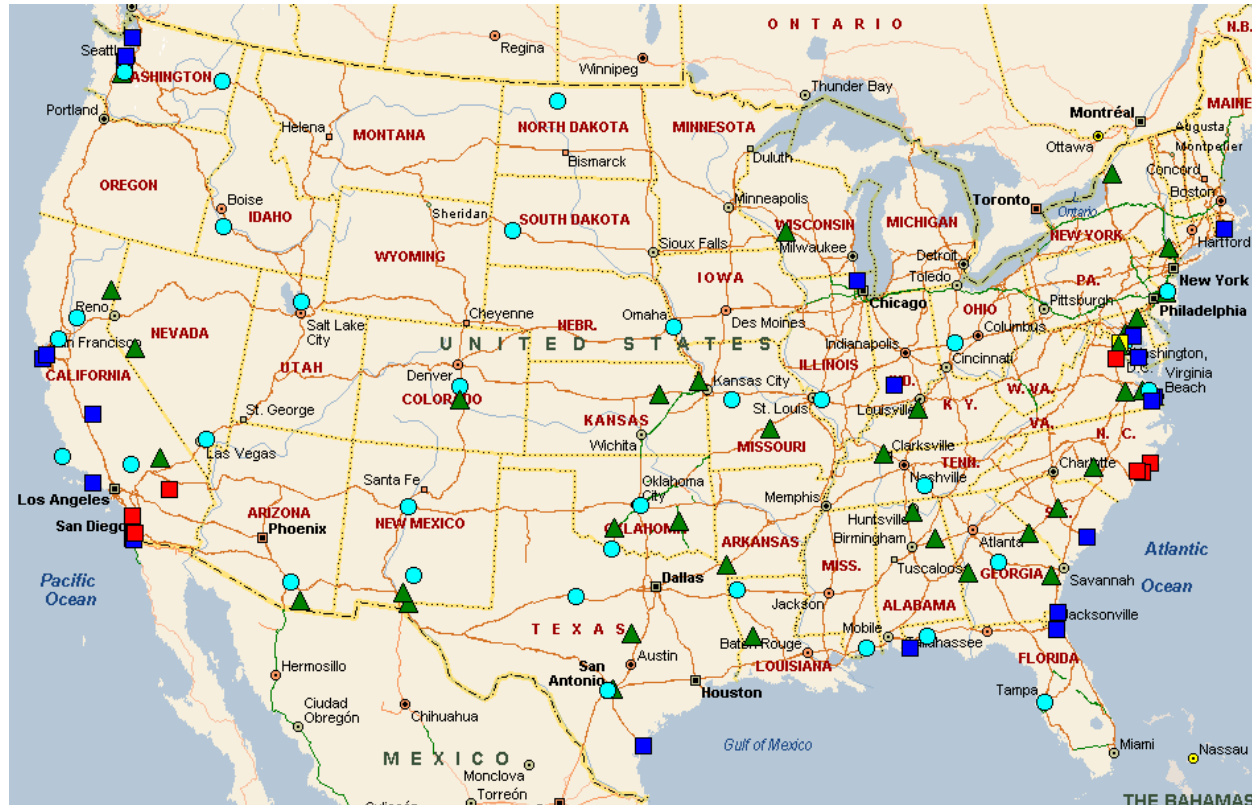 ONTARIO
N.B.
Regina
Winnipeg
Seattl
WASHINGTON
Thunder Bay
Montréal
MAINE
Portland
Helena
MONTANA
NORTH DAKOTA
MINNESOTA
Ottawa
Augusta
Montpelier
Bismarck
Duluth
Concord
OREGON
Boise
IDAHO
Sheridan
SOUTH DAKOTA
Minneapolis
WISCONSIN
MICHIGAN
Toronto
Ontario
Boston
Milwaukee
NEW YORK
Hartford
WYOMING
Sioux Falls
Detroit
IOWA
Toledo
PA.
New York
Reno
NEVADA
Salt Lake
City
Cheyenne
NEBR.
Omaha
Des Moines
Chicago
OHIO
Pittsburgh
Philadelphia
Columbus
San Francisco
UNITED STATES
Indianapolis
Cincinnati
Washington,
D.C.
CALIFORNIA
UTAH
Denver
COLORADO
Kansas City
ILLINOIS
IND.
W. VA.
Virginia
Beach
St. George
KANSAS
St. Louis
Louisville
KY.
VA.
Las Vegas
Wichita
MISSOURI
Clarksville
N. C.
Los Angeles
Santa Fe
Oklahoma
City
TENN.
Nashville
Charlotte
San Diego
ARIZONA
Phoenix
NEW MEXICO
OKLAHOMA
Memphis
Huntsville
S.C.
ARKANSAS
Birmingham
Atlanta
Atlantic
Ocean
Pacific
Ocean
Dallas
MISS.
Tuscaloos
GEORGIA
Savannah
Jackson
ALABAMA
Jacksonville
TEXAS
Mobile
Tallahassee
Austin
Baton Rouge
LOUISIANA
FLORIDA
Hermosillo
San
Antonio
Houston
Tampa
Ciudad
Obregón
Chihuahua
Gulf of Mexico
Miami
Nassau
MEXICO
Monclova
Torreón
THE BAHAMAS